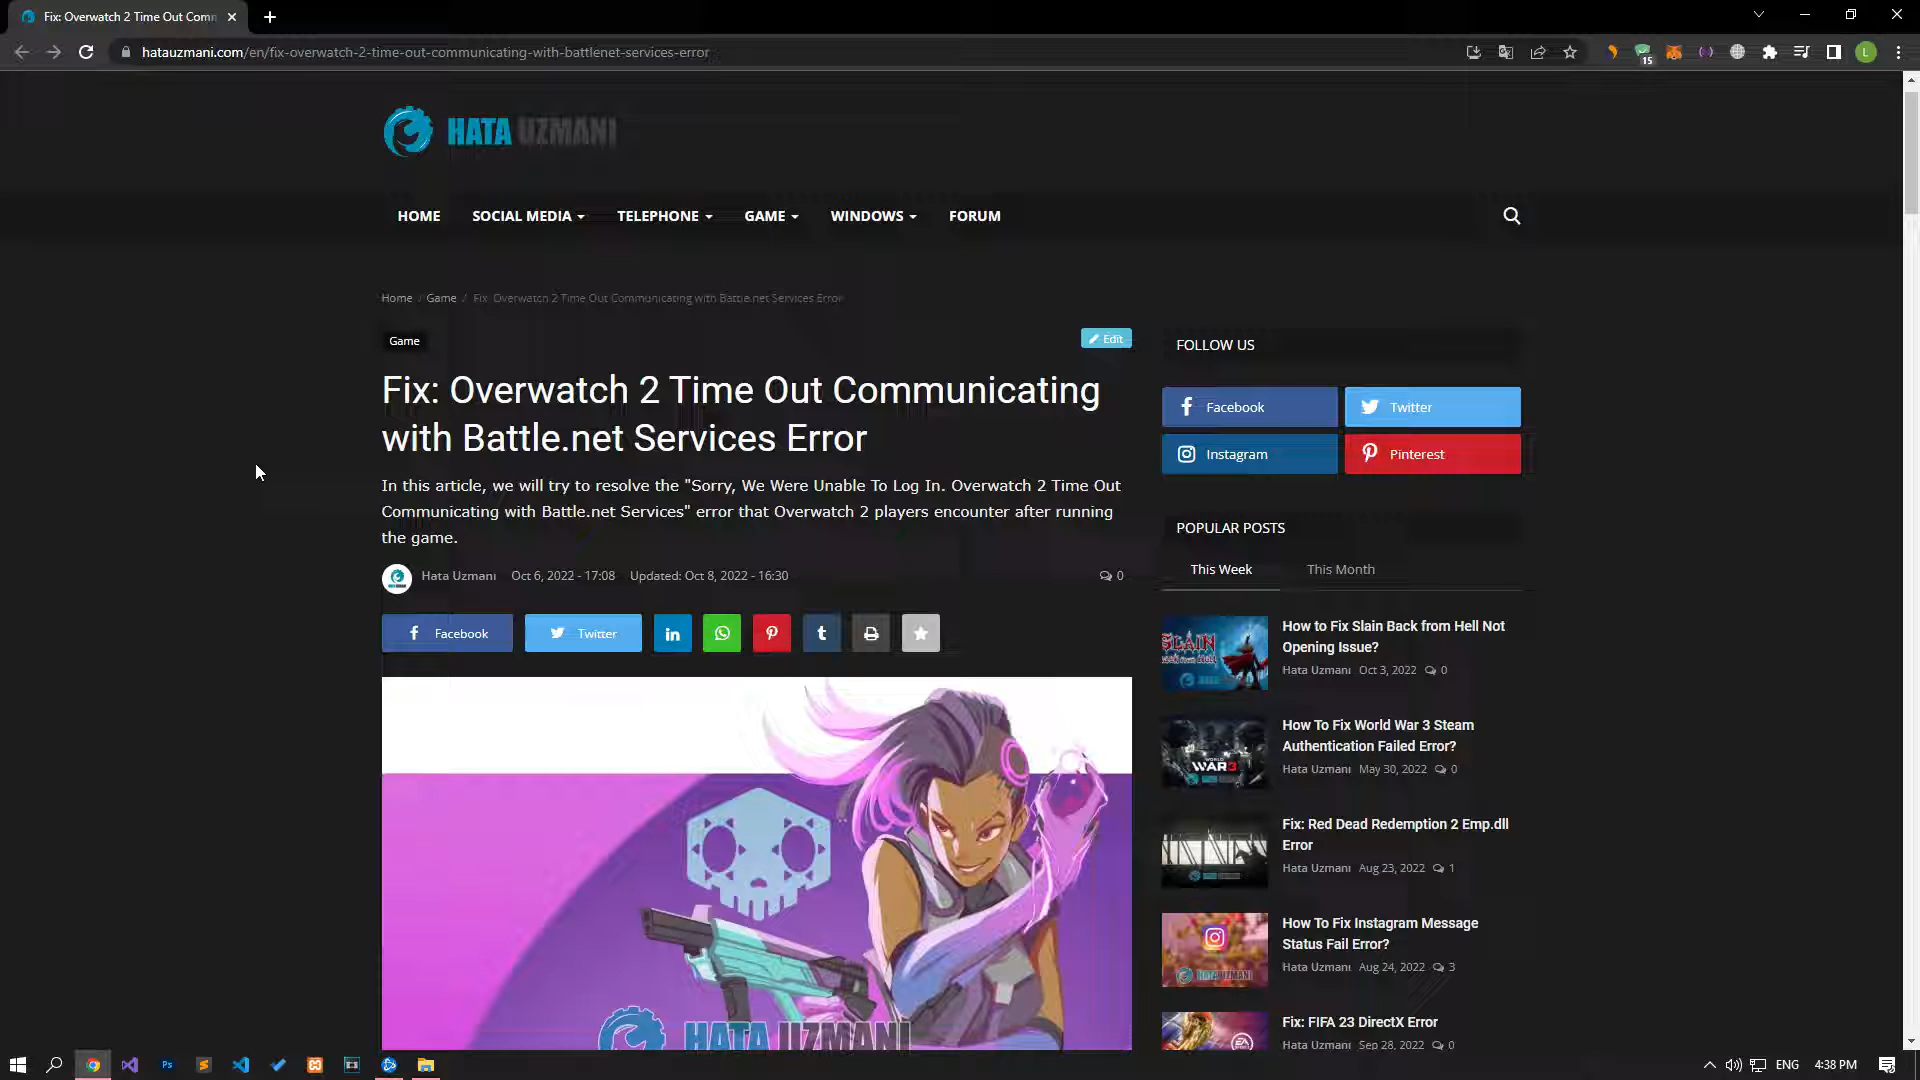 Fix: Overwatch 2 Time Out Comm
hatauzmani.com/en/fix-overwatch-2-time-out-communicating-with-battlenet-services-error
15
L
HATA UZMANI
HOME SOCIAL MEDIA TELEPHONE GAME WINDOWS FORUM
Home / Game / Fix: Overwatch 2 Time Out Communicating with Battle.net Services Error
Game
Edit
Fix: Overwatch 2 Time Out Communicating
with Battle.net Services Error
In this article, we will try to resolve the "Sorry, We Were Unable To Log In. Overwatch 2 Time Out
Communicating with Battle.net Services" error that Overwatch 2 players encounter after running
the game.
Hata Uzmanı Oct 6, 2022 - 17:08 Updated: Oct 8, 2022 - 16:30 0
Facebook Twitter
HATA UZMANI
FOLLOW US
Facebook Twitter
Instagram Pinterest
POPULAR POSTS
This Week This Month
SLAIN
How to Fix Slain Back from Hell Not
Opening Issue?
Hata Uzmanı Oct 3, 2022 0
WORLD
WAR3
How To Fix World War 3 Steam
Authentication Failed Error?
Hata Uzmanı May 30, 2022 0
Fix: Red Dead Redemption 2 Emp.dll
Error
Hata Uzmanı Aug 23, 2022 1
HATA UZMANI
How To Fix Instagram Message
Status Fail Error?
Hata Uzmanı Aug 24, 2022 3
EA
Fix: FIFA 23 DirectX Error
Hata Uzmanı Sep 28, 2022 0
Ps
ENG 4:38 PM